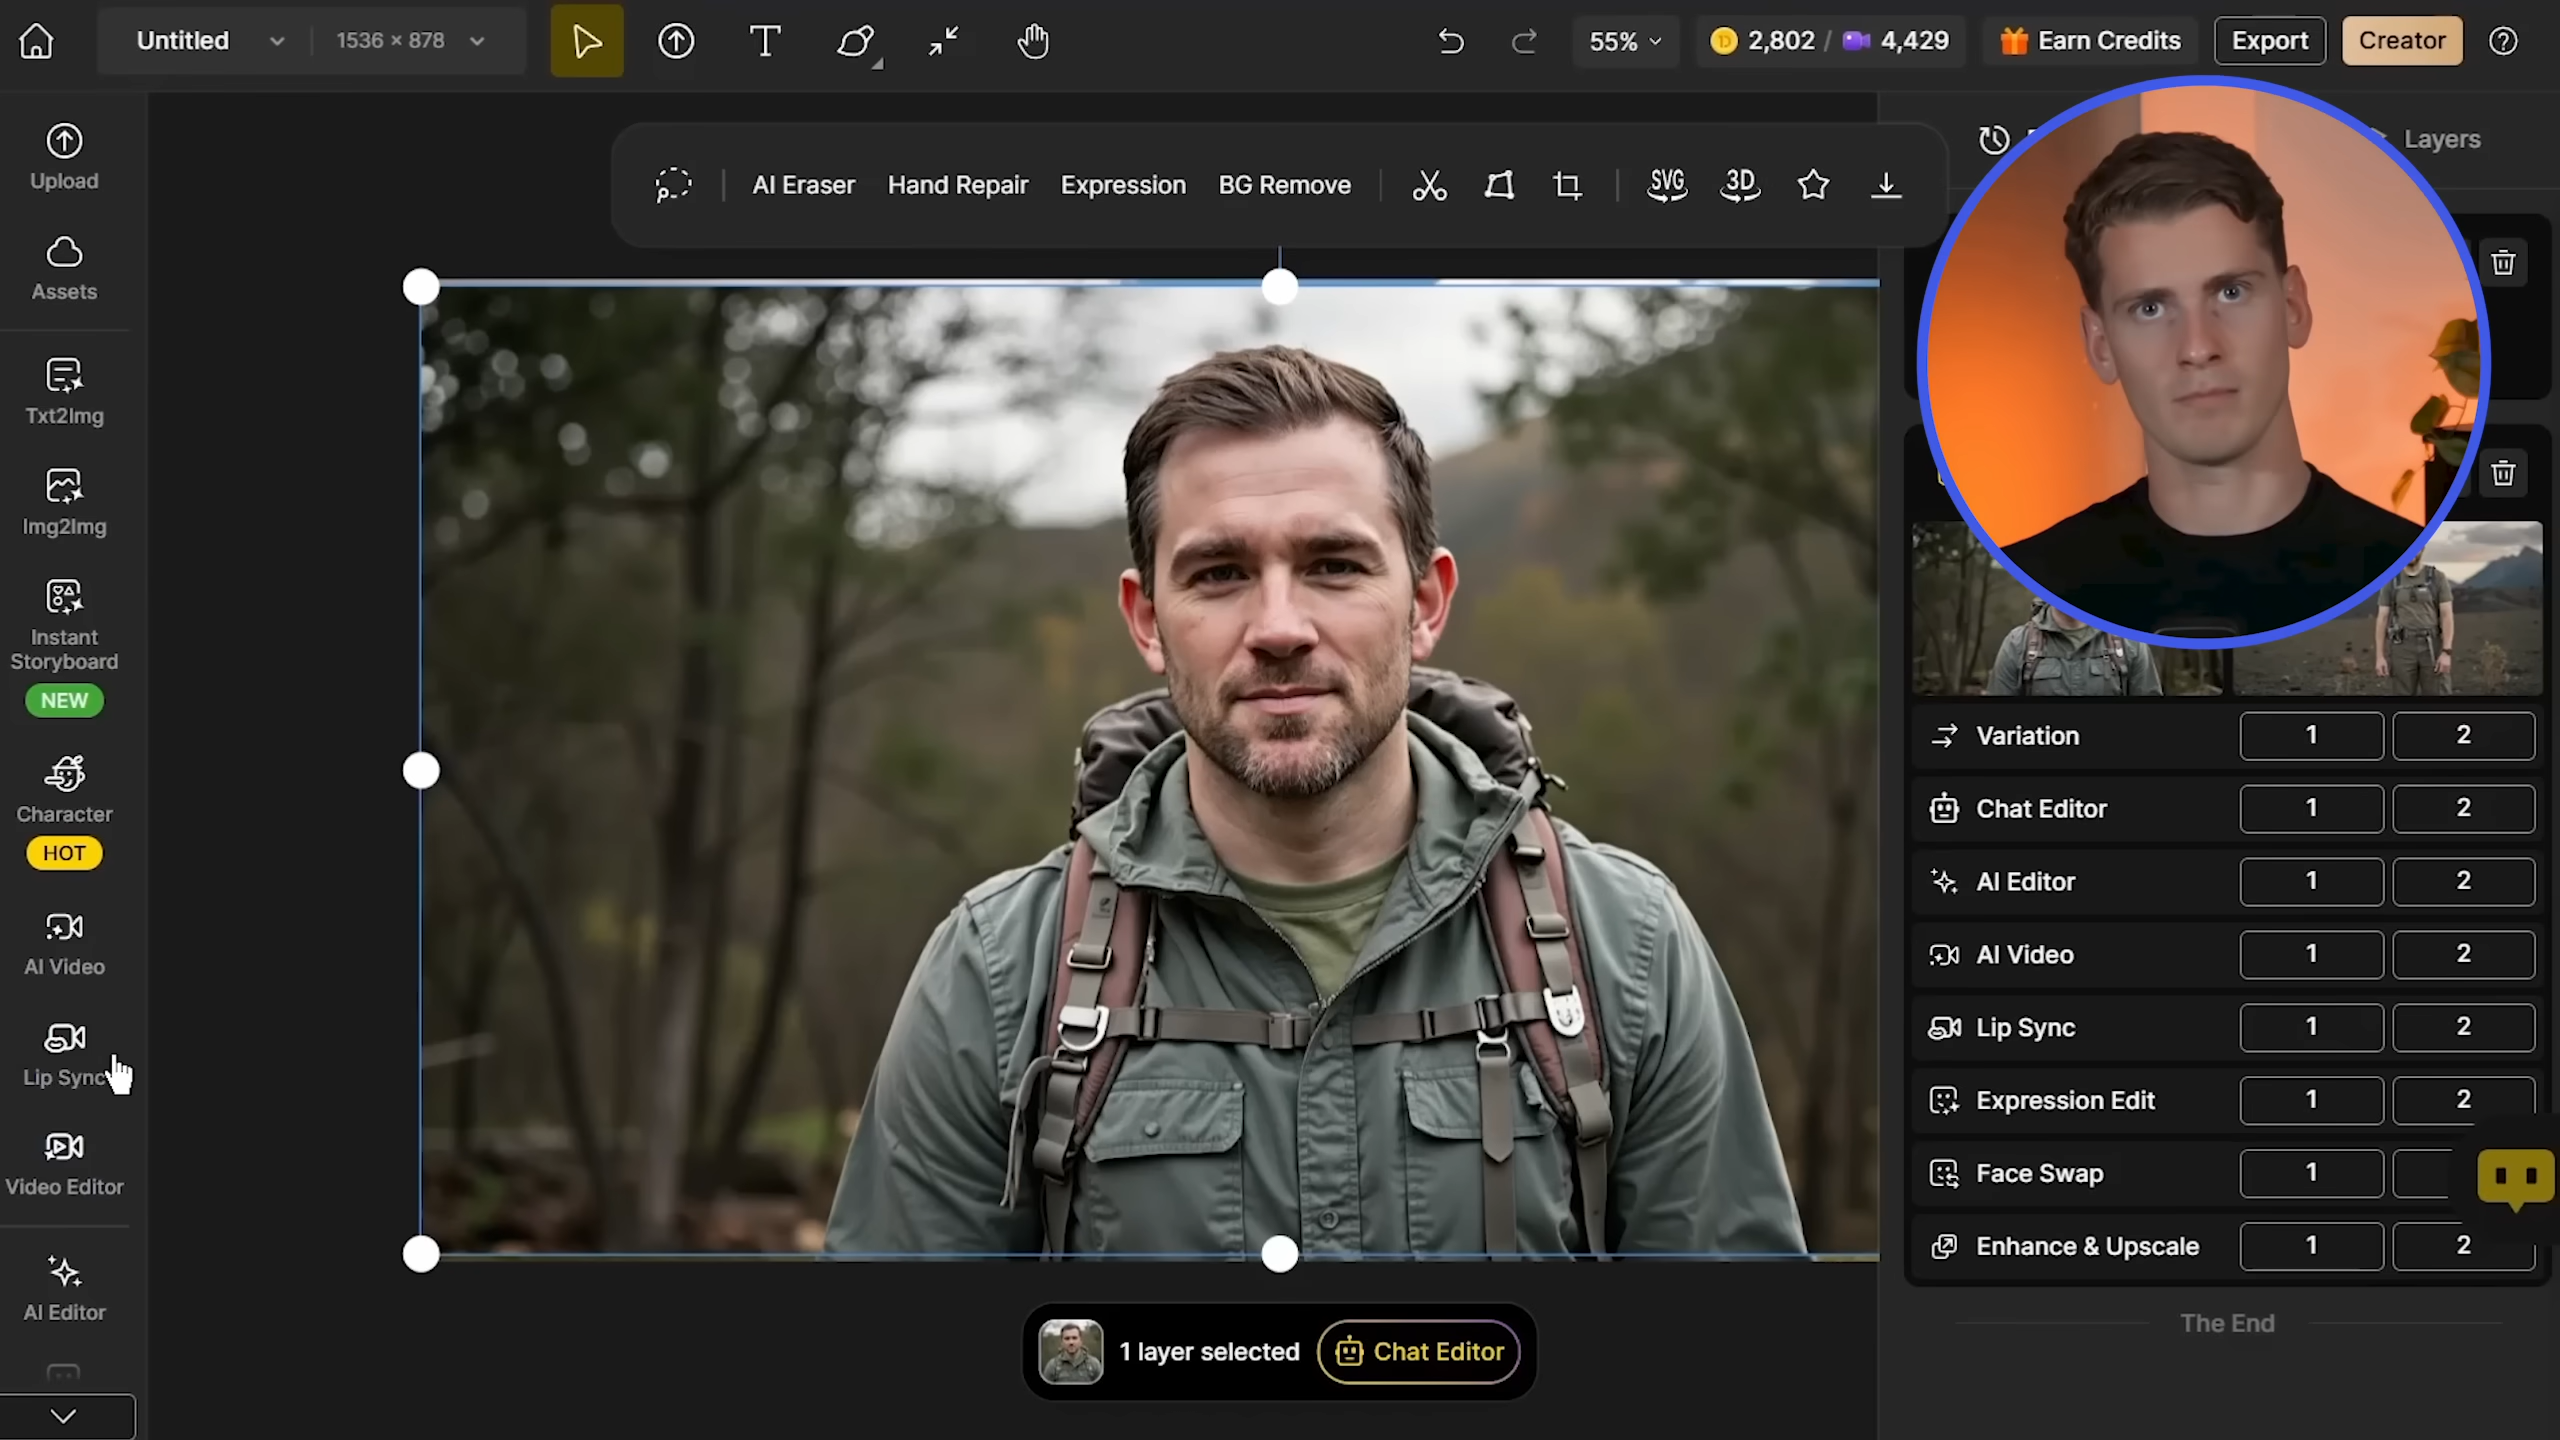 Untitled
1536 × 878
55%
2,802 / 4,429
Earn Credits
Export
Creator
Upload
Assets
Txt2Img
Img2Img
Instant
Storyboard
NEW
Character
HOT
AI Video
Lip Sync
Video Editor
AI Editor
AI Eraser
Hand Repair
Expression
BG Remove
SVG
3D
Layers
Variation 1 2
Chat Editor 1 2
AI Editor 1 2
AI Video 1 2
Lip Sync 1 2
Expression Edit 1 2
Face Swap 1
Enhance & Upscale 1 2
The End
1 layer selected
Chat Editor